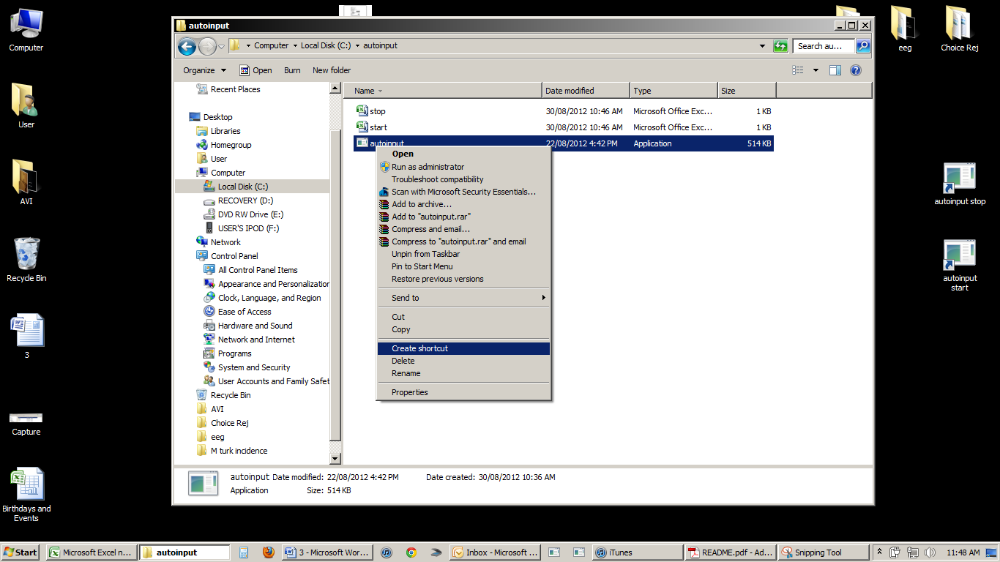 Computer
User
AVI
Recycle Bin
3
Capture
Birthdays and
Events
autoinput
Computer Local Disk (C:) autoinput
Search au...
Organize Open Burn New folder
Recent Places
Desktop
Libraries
Homegroup
User
Computer
Local Disk (C:)
RECOVERY (D:)
DVD RW Drive (E:)
USER'S IPOD (F:)
Network
Control Panel
All Control Panel Items
Appearance and Personalization
Clock, Language, and Region
Ease of Access
Hardware and Sound
Network and Internet
Programs
System and Security
User Accounts and Family Safet
Recycle Bin
AVI
Choice Rej
eeg
M turk incidence
Name Date modified Type Size
stop 30/08/2012 10:46 AM Microsoft Office Exc... 1 KB
start 30/08/2012 10:46 AM Microsoft Office Exc... 1 KB
autoinput 22/08/2012 4:42 PM Application 514 KB
Open
Run as administrator
Troubleshoot compatibility
Scan with Microsoft Security Essentials...
Add to archive...
Add to "autoinput.rar"
Compress and email...
Compress to "autoinput.rar" and email
Unpin from Taskbar
Pin to Start Menu
Restore previous versions
Send to
Cut
Copy
Create shortcut
Delete
Rename
Properties
autoinput Date modified: 22/08/2012 4:42 PM Date created: 30/08/2012 10:36 AM
Application Size: 514 KB
eeg
Choice Rej
autoinput stop
autoinput
start
Start Microsoft Excel n... autoinput 3 - Microsoft Wor... Inbox - Microsoft ... iTunes README.pdf - Ad... Snipping Tool 11:48 AM